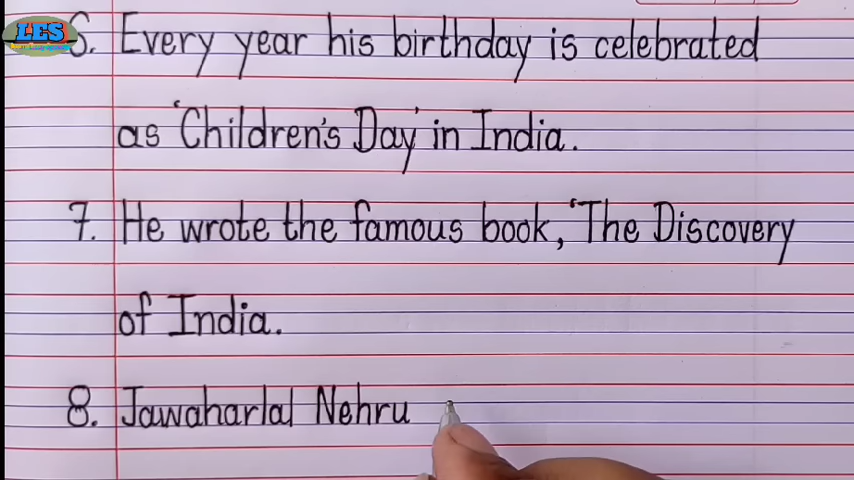 LES
6. Every year his birthday is celebrated
as 'Children's Day' in India.
7. He wrote the famous book, 'The Discovery
of India.
8. Jawaharlal Nehru